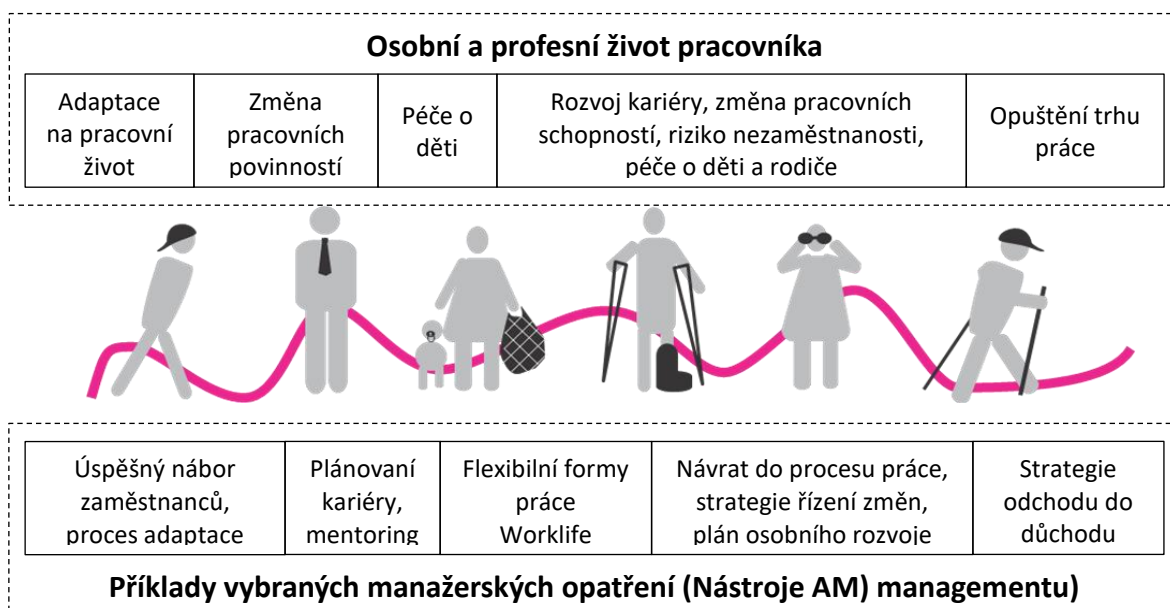 Osobní a profesní život pracovníka
Adaptace
na pracovní
život
Změna
pracovních
povinností
Péče o
děti
Rozvoj kariéry, změna pracovních
schopností, riziko nezaměstnanosti,
péče o děti a rodiče
Opuštění trhu
práce
Úspěšný nábor
zaměstnanců,
proces adaptace
Plánovaní
kariéry,
mentoring
Flexibilní formy
práce
Worklife
Návrat do procesu práce,
strategie řízení změn,
plán osobního rozvoje
Strategie
odchodu do
důchodu
Příklady vybraných manažerských opatření (Nástroje AM) managementu)